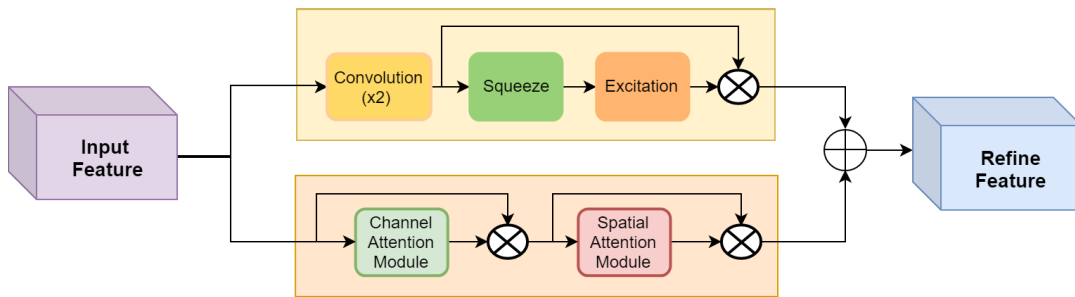 Input
Feature
Convolution
(x2)
Squeeze
Excitation
Channel
Attention
Module
Spatial
Attention
Module
Refine
Feature